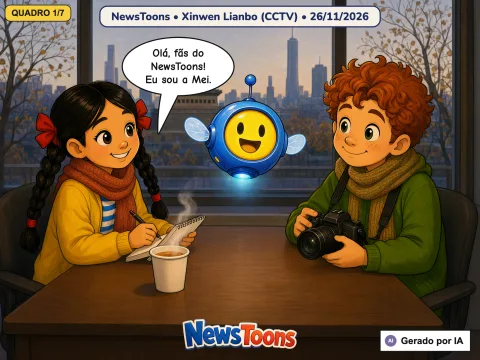 QUADRO 1/7
NewsToons • Xinwen Lianbo (CCTV) • 26/11/2026
Olá, fãs do
NewsToons!
Eu sou a Mei.
NewsToons
AI Gerado por IA